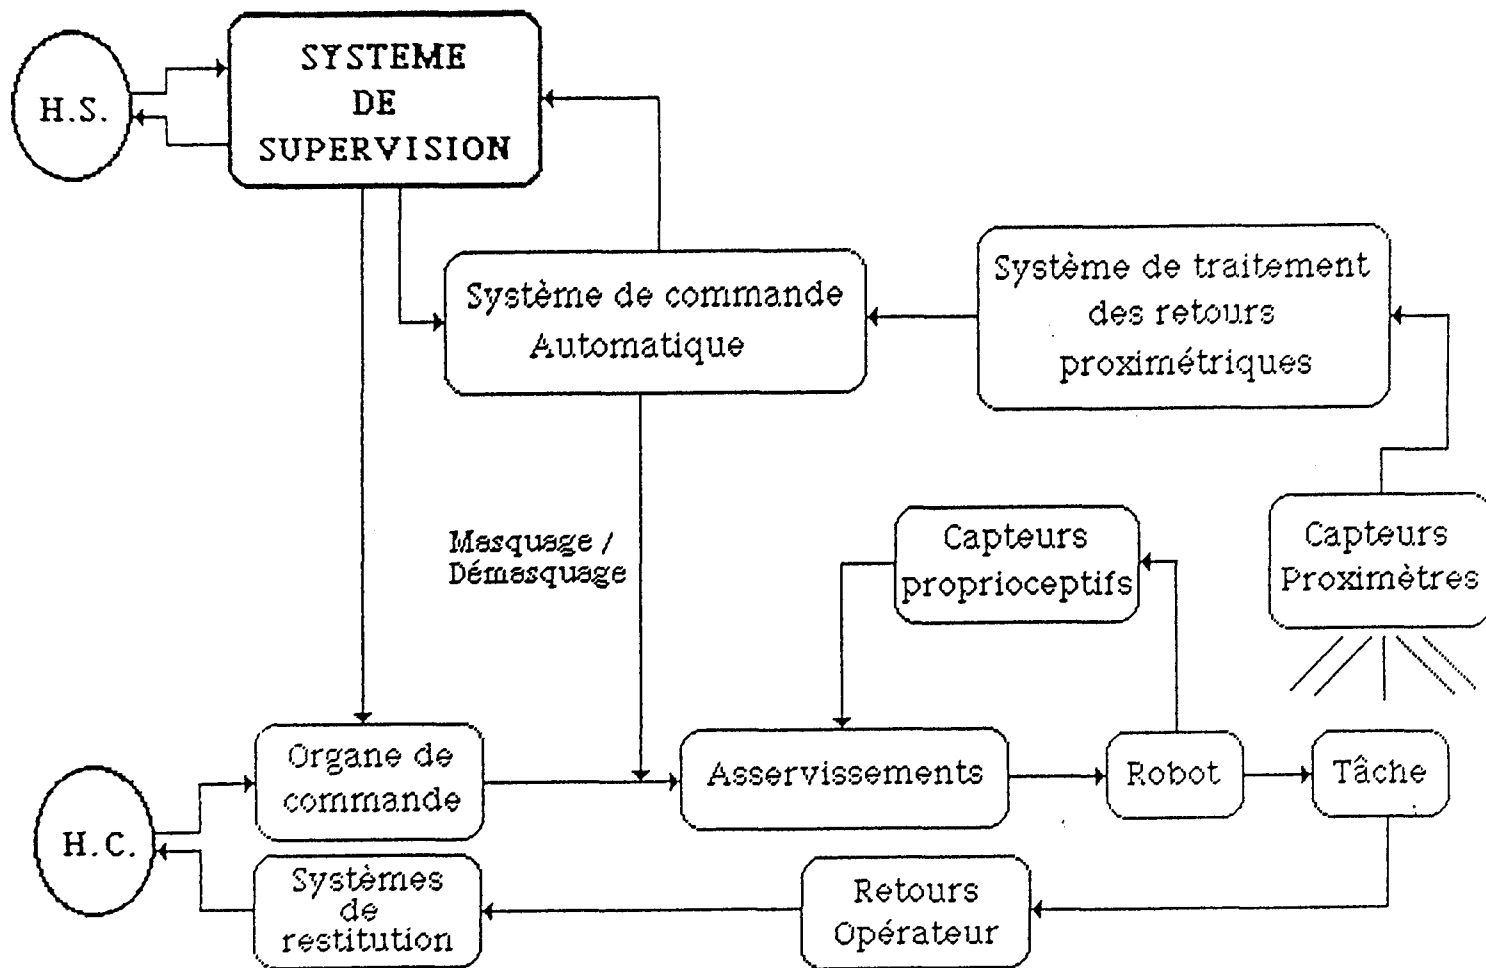 H.S.
SYSTEME
DE
SUPERVISION
Système de commande
Automatique
Système de traitement
des retours
proximétriques
Masquage /
Démasquage
Capteurs
proprioceptifs
Capteurs
Proximètres
H.C.
Organe de
commande
Asservissements
Robot
Tâche
Systèmes
de
restitution
Retours
Opérateur